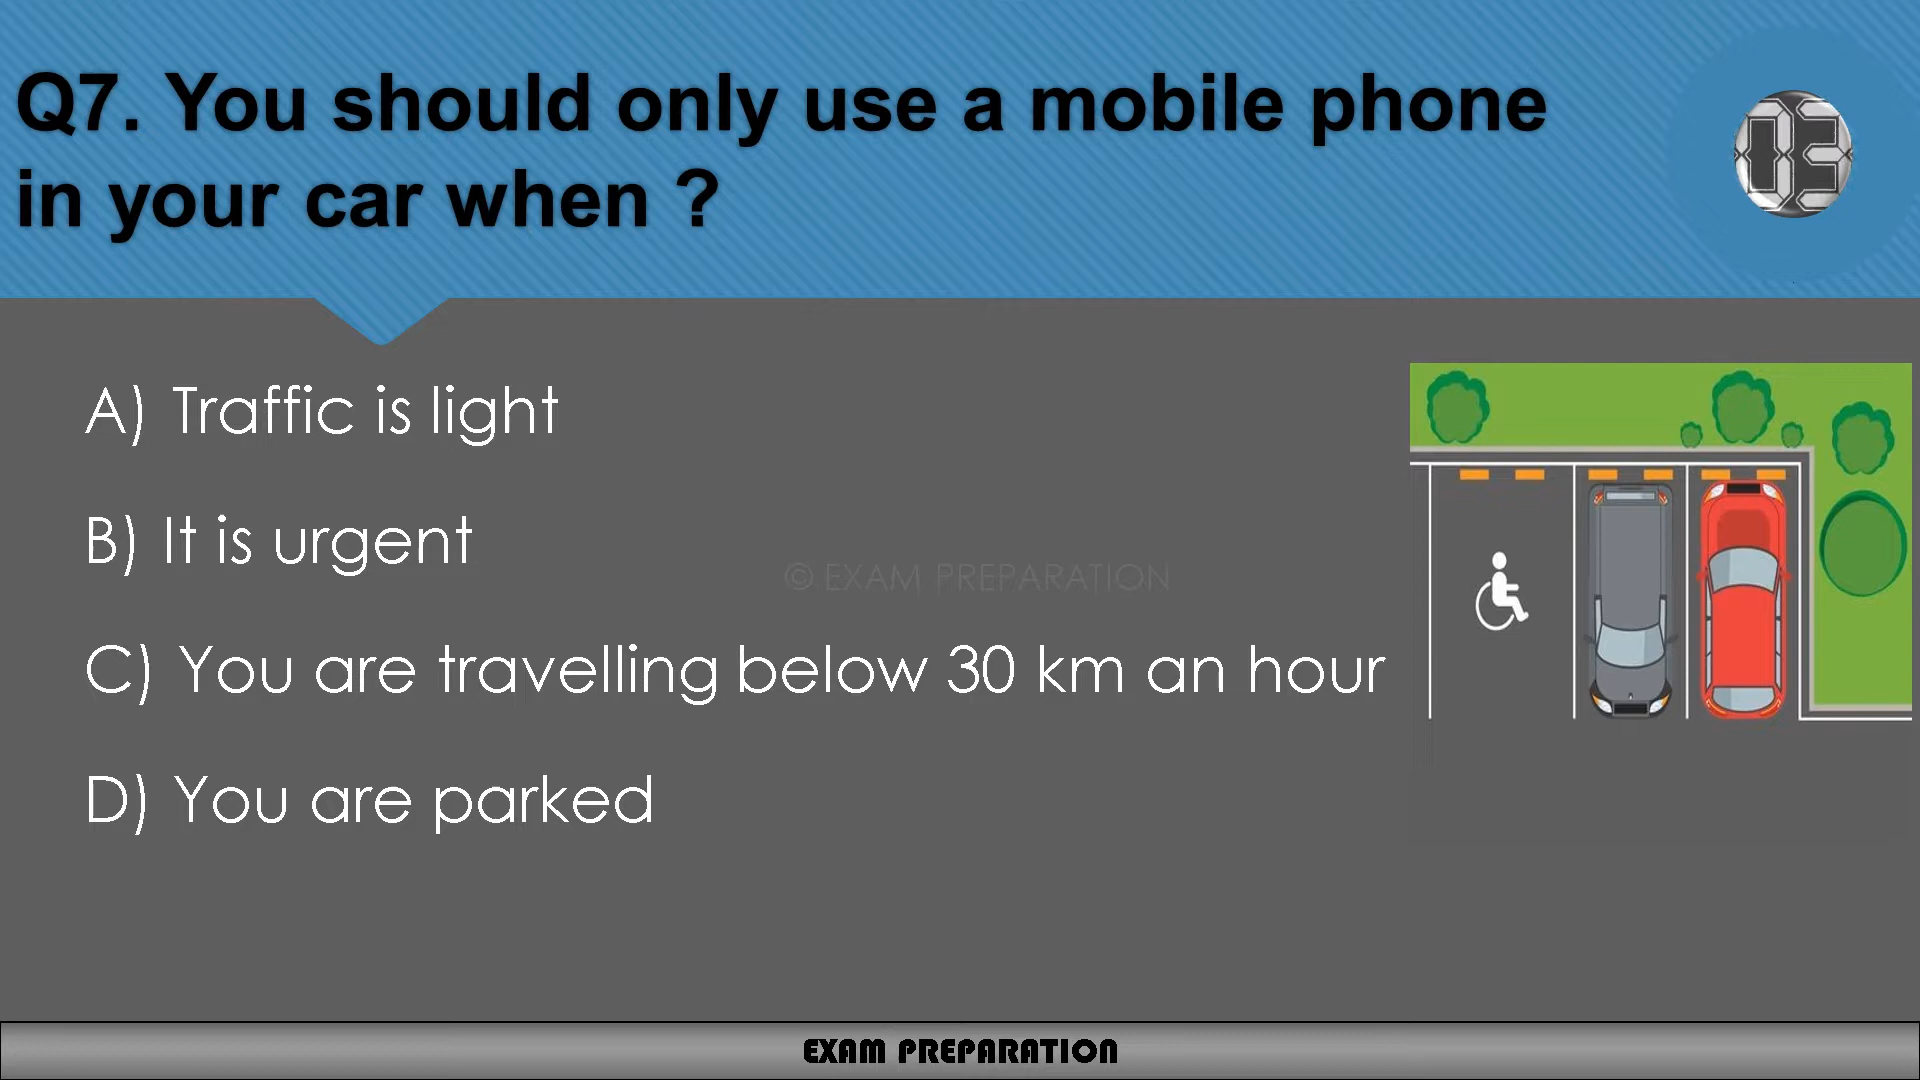 Q7. You should only use a mobile phone
in your car when ?
03
A) Traffic is light
B) It is urgent
© EXAM PREPARATION
C) You are travelling below 30 km an hour
D) You are parked
EXAM PREPARATION